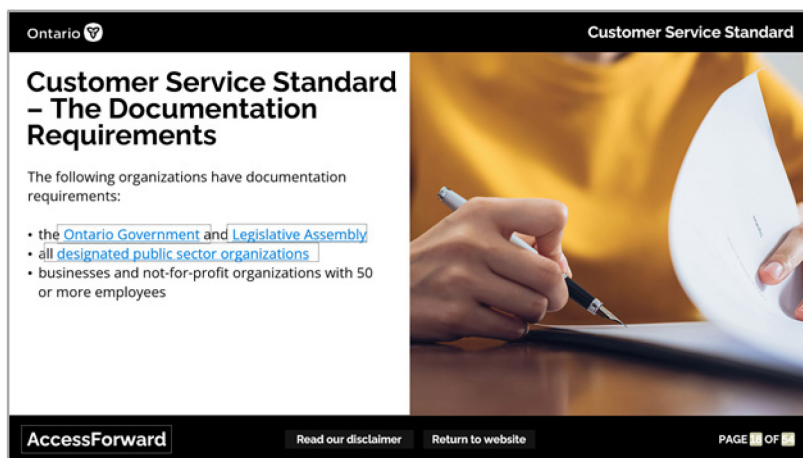 Ontario
Customer Service Standard
Customer Service Standard
– The Documentation
Requirements
The following organizations have documentation
requirements:
• the Ontario Government and Legislative Assembly
• all designated public sector organizations
• businesses and not-for-profit organizations with 50
or more employees
AccessForward
Read our disclaimer
Return to website
PAGE 18 OF 54